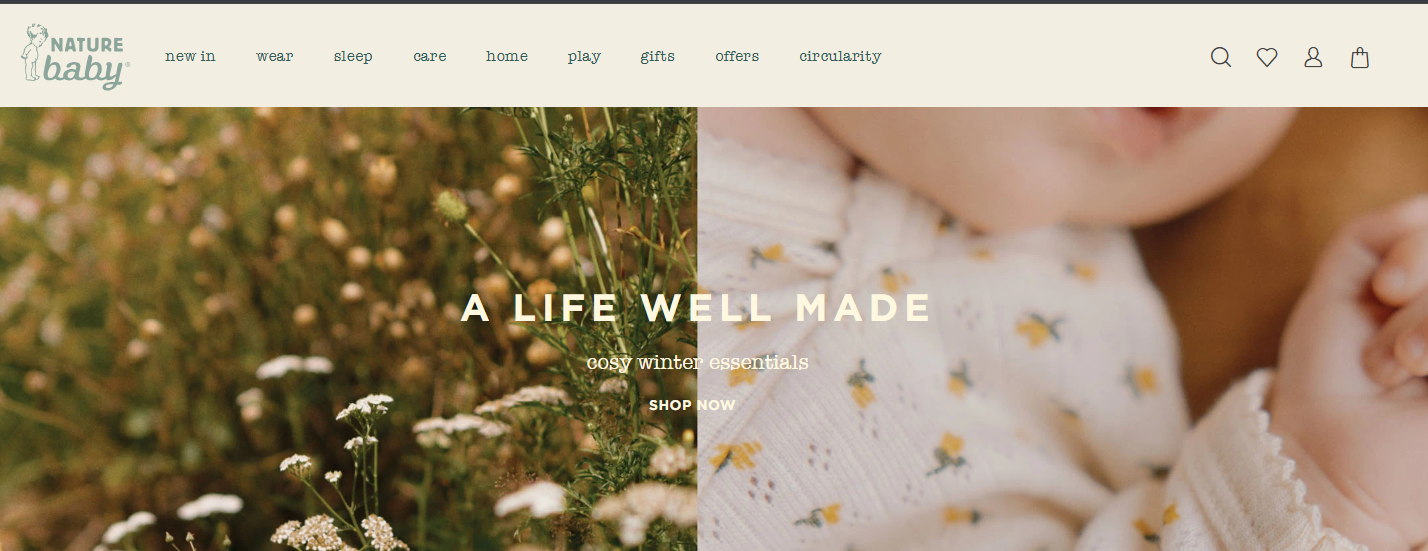 NATURE
baby®
new in wear sleep care home play gifts offers circularity
A LIFE WELL MADE
cosy winter essentials
SHOP NOW